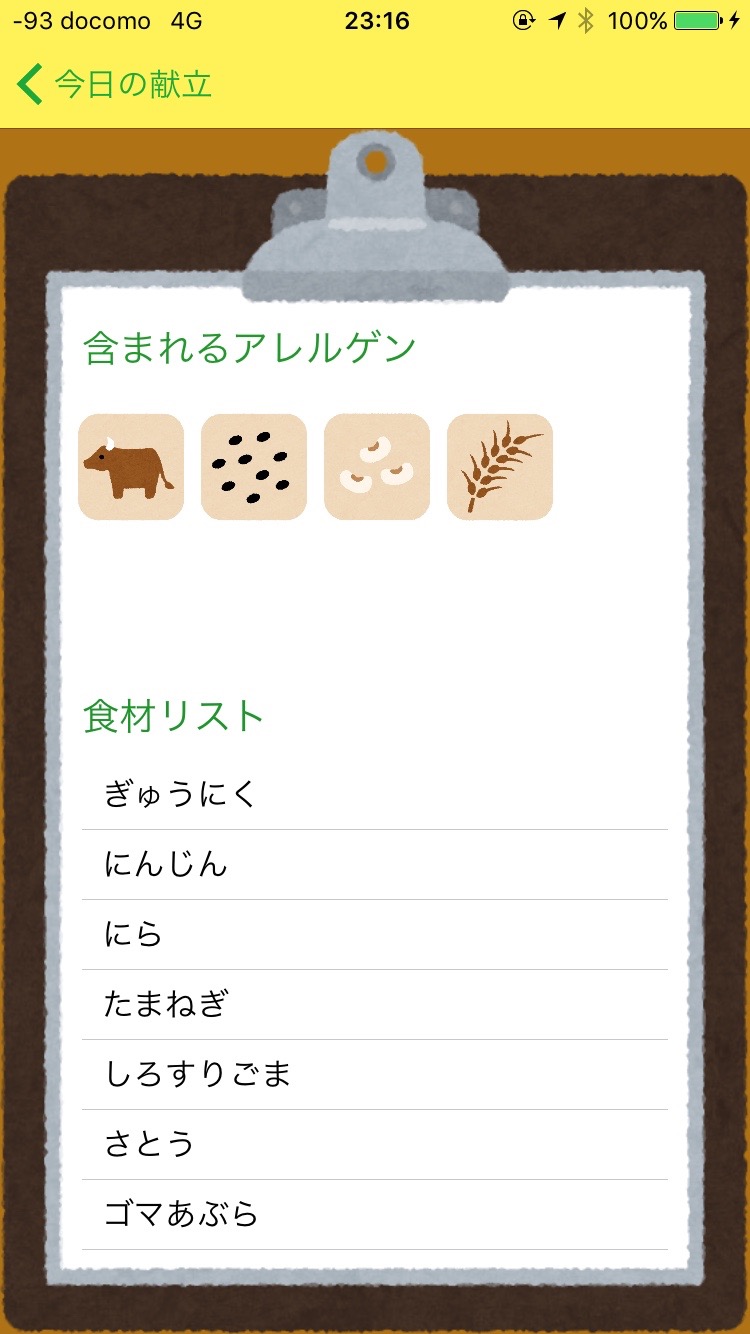 -93 docomo 4G 23:16 100%
今日の献立
含まれるアレルゲン
食材リスト
ぎゅうにく
にんじん
にら
たまねぎ
しろすりごま
さとう
ゴマあぶら